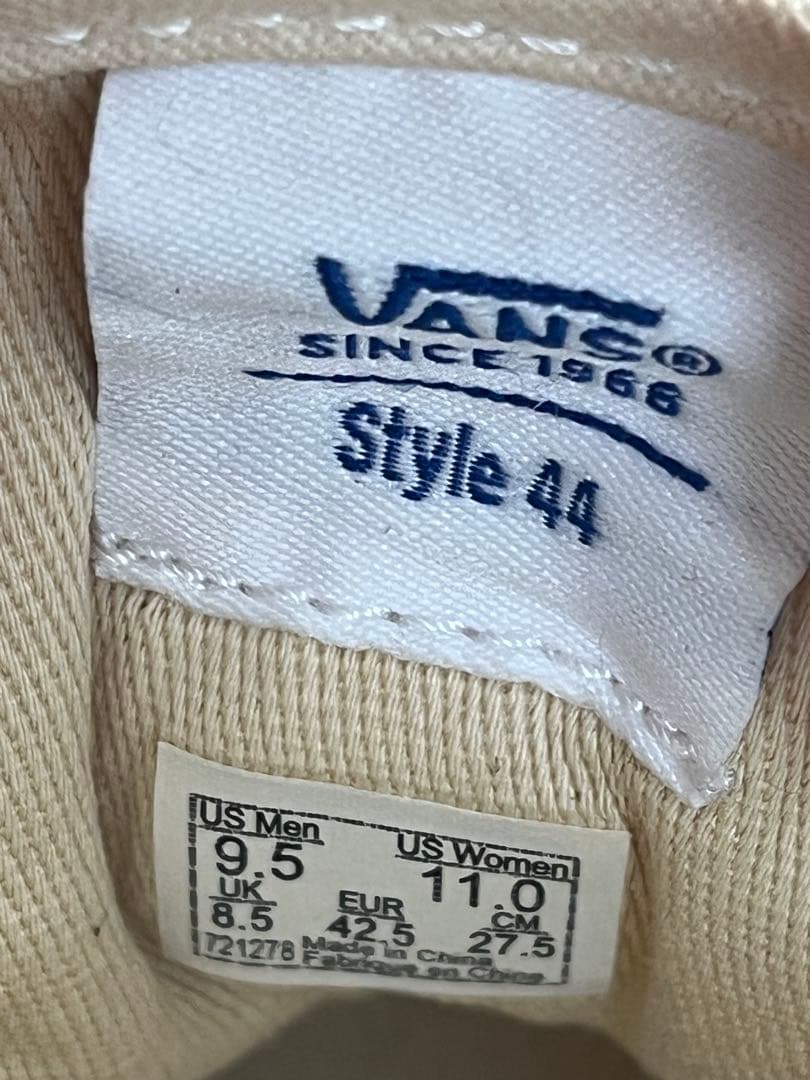 VANS®
SINCE 1966
Style 44
US Men US Women
9.5 11.0
UK EUR CM
8.5 42.5 27.5
721278 Made in China
Fabriqué en Chine